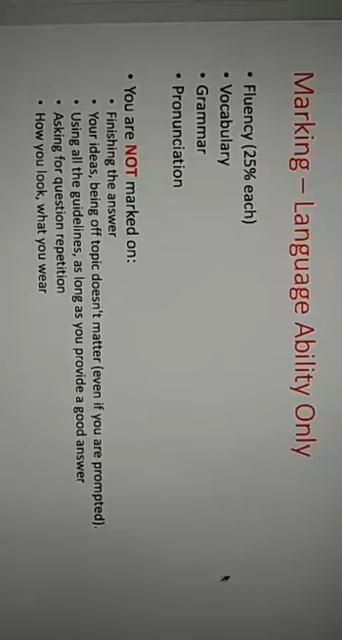 Marking – Language Ability Only
• Fluency (25% each)
• Vocabulary
• Grammar
• Pronunciation
• You are NOT marked on:
• Finishing the answer
• Your ideas, being off topic doesn't matter (even if you are prompted).
• Using all the guidelines, as long as you provide a good answer
• Asking for question repetition
• How you look, what you wear